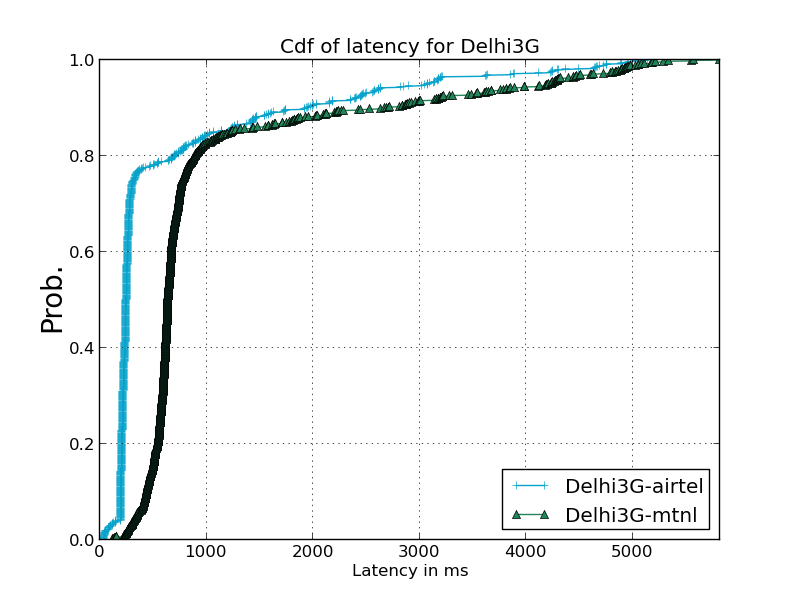 Cdf of latency for Delhi3G
1.0
0.8
0.6
0.4
0.2
0.0
Prob.
0 1000 2000 3000 4000 5000
Latency in ms
Delhi3G-airtel
Delhi3G-mtnl